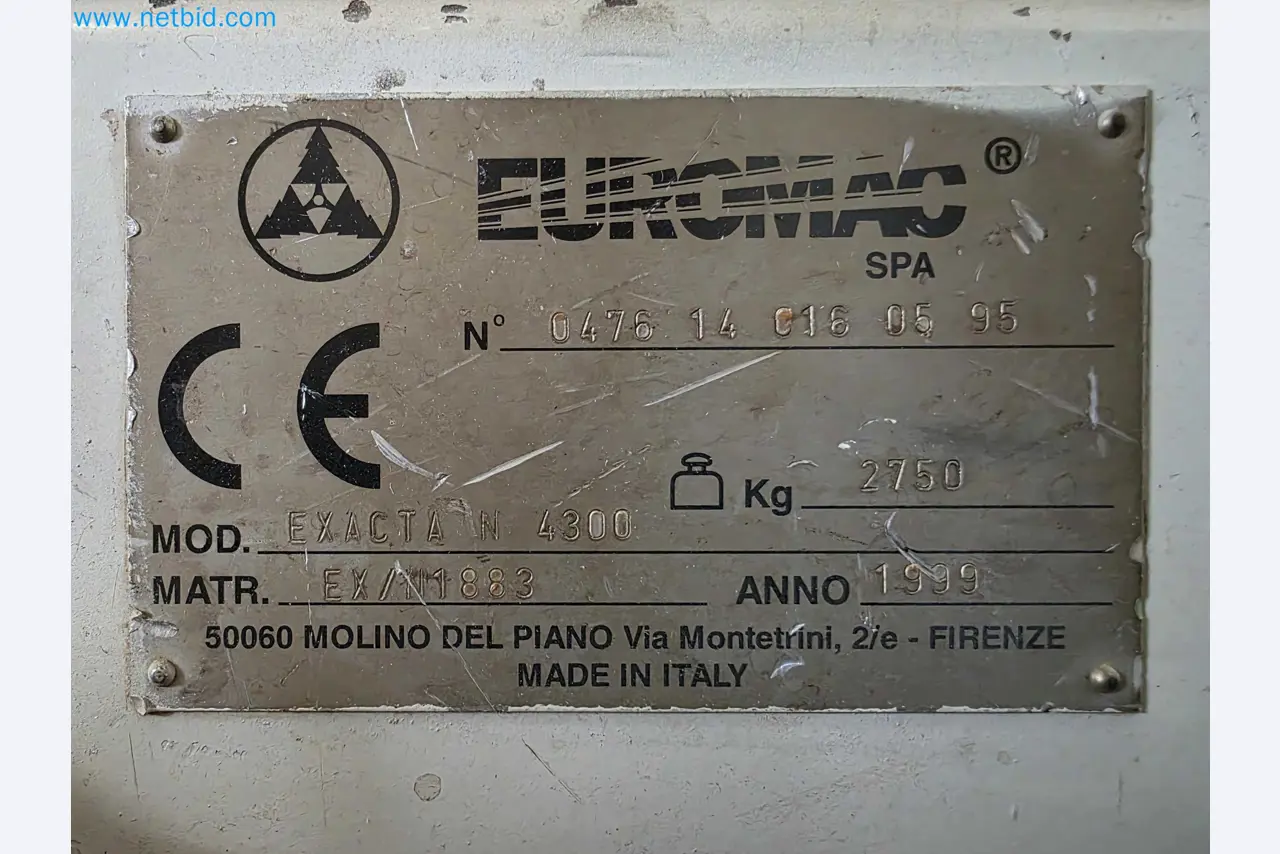 www.netbid.com
EUROMAC ®
SPA
N° 0476 14 016 05 95
CE
Kg 2750
MOD. EXACTA N 4300
MATR. EX/N1883 ANNO 1999
50060 MOLINO DEL PIANO Via Montetrini, 2/e - FIRENZE
MADE IN ITALY